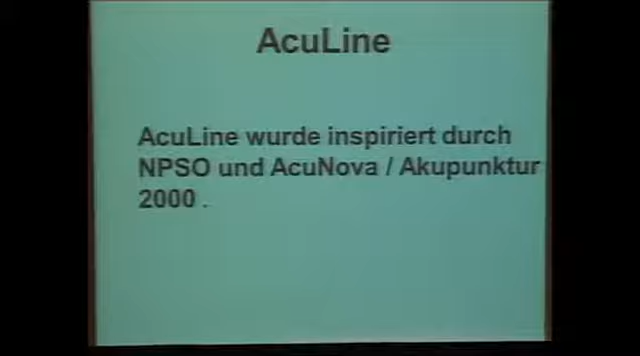 AcuLine
AcuLine wurde inspiriert durch
NPSO und AcuNova / Akupunktur
2000 .